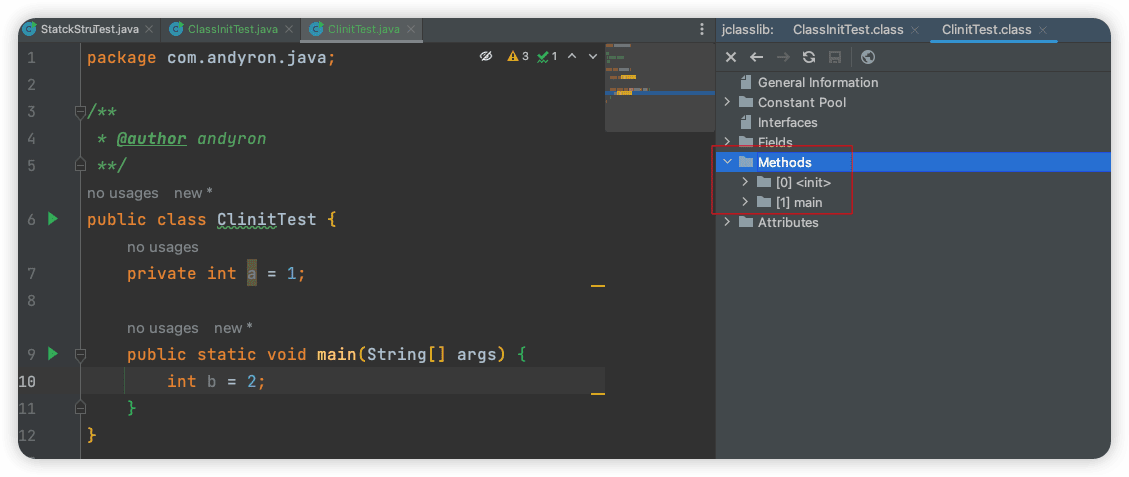 StatckStruTest.java ClassInitTest.java ClinitTest.java
1 package com.andyron.java;
3 1
2
3 /**
4 * @author andyron
5 **/
no usages new *
6 public class ClinitTest {
no usages
7 private int a = 1;
8
no usages new *
9 public static void main(String[] args) {
10 int b = 2;
11 }
12 }
jclasslib: ClassInitTest.class ClinitTest.class
General Information
Constant Pool
Interfaces
Fields
Methods
[0] <init>
[1] main
Attributes